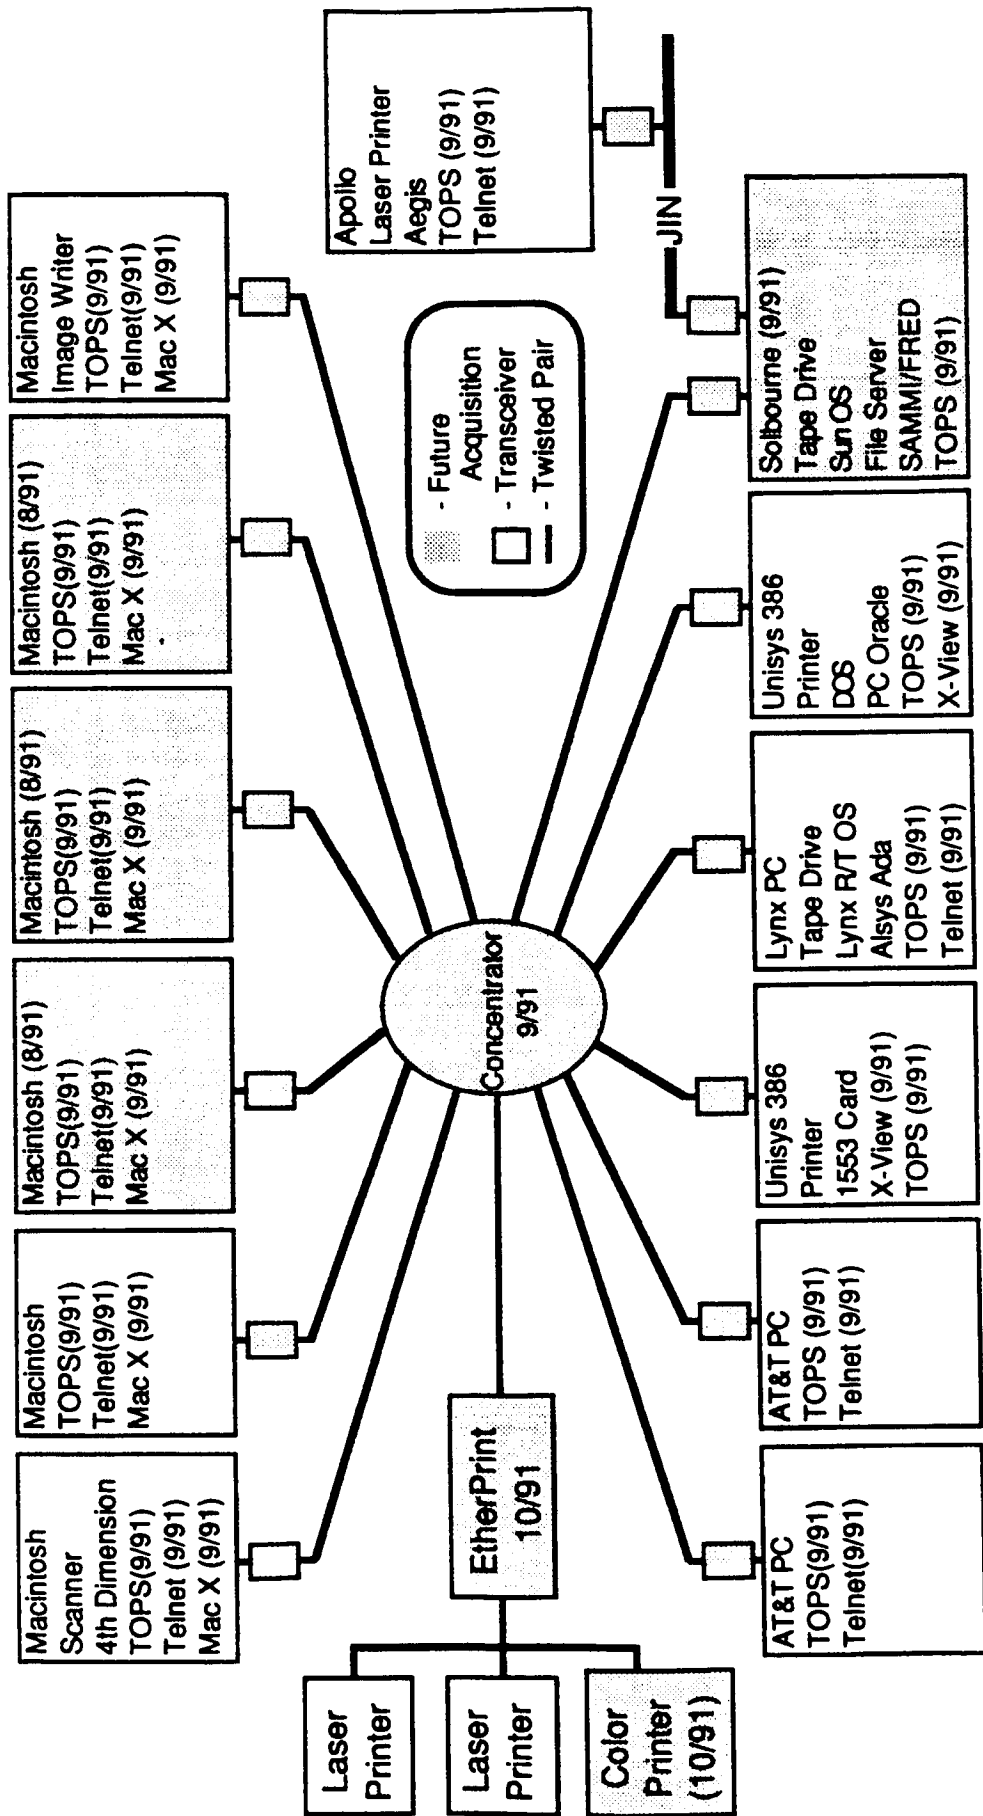 Macintosh
Scanner
4th Dimension
TOPS(9/91)
Telnet (9/91)
Mac X (9/91)
Macintosh
TOPS(9/91)
Telnet(9/91)
Mac X (9/91)
Macintosh (8/91)
TOPS(9/91)
Telnet(9/91)
Mac X (9/91)
Macintosh (8/91)
TOPS(9/91)
Telnet(9/91)
Mac X (9/91)
Macintosh (8/91)
TOPS(9/91)
Telnet(9/91)
Mac X (9/91)
Macintosh
Image Writer
TOPS(9/91)
Telnet(9/91)
Mac X (9/91)
Laser
Printer
Laser
Printer
Color
Printer
(10/91)
EtherPrint
10/91
Concentrator
9/91
- Future
Acquisition
- Transceiver
- Twisted Pair
Apollo
Laser Printer
Aegis
TOPS (9/91)
Telnet (9/91)
JIN
AT&T PC
TOPS(9/91)
Telnet(9/91)
AT&T PC
TOPS (9/91)
Telnet (9/91)
Unisys 386
Printer
1553 Card
X-View (9/91)
TOPS (9/91)
Lynx PC
Tape Drive
Lynx R/T OS
Alsys Ada
TOPS (9/91)
Telnet (9/91)
Unisys 386
Printer
DOS
PC Oracle
TOPS (9/91)
X-View (9/91)
Solbourne (9/91)
Tape Drive
Sun OS
File Server
SAMMI/FRED
TOPS (9/91)